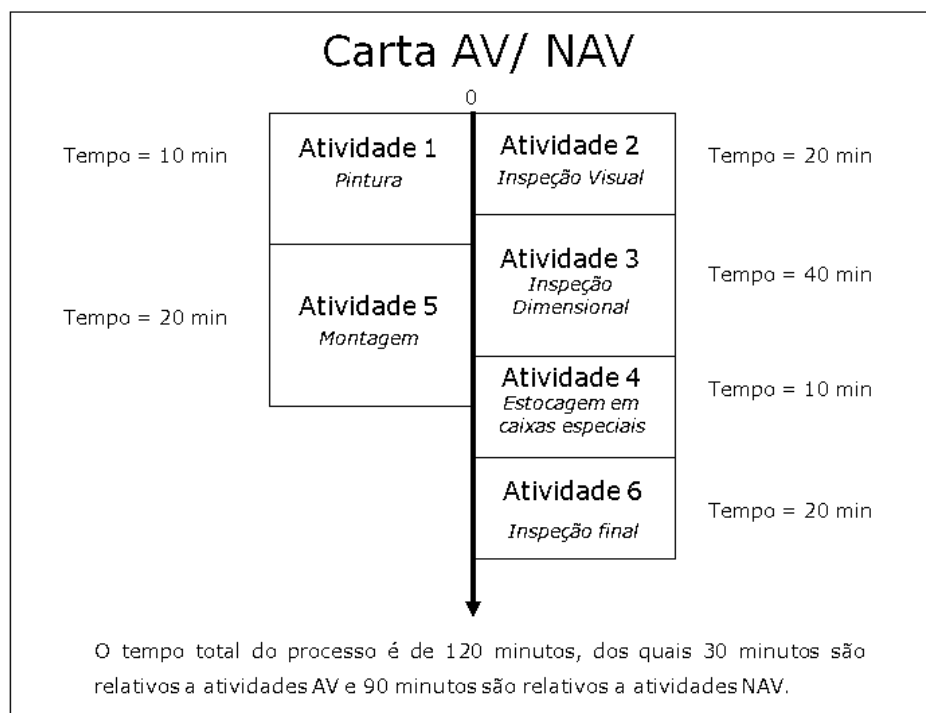 Carta AV/ NAV
0
Tempo = 10 min
Atividade 1
Pintura
Atividade 2
Inspeção Visual
Tempo = 20 min
Atividade 3
Inspeção
Dimensional
Tempo = 40 min
Tempo = 20 min
Atividade 5
Montagem
Atividade 4
Estocagem em
caixas especiais
Tempo = 10 min
Atividade 6
Inspeção final
Tempo = 20 min
O tempo total do processo é de 120 minutos, dos quais 30 minutos são
relativos a atividades AV e 90 minutos são relativos a atividades NAV.